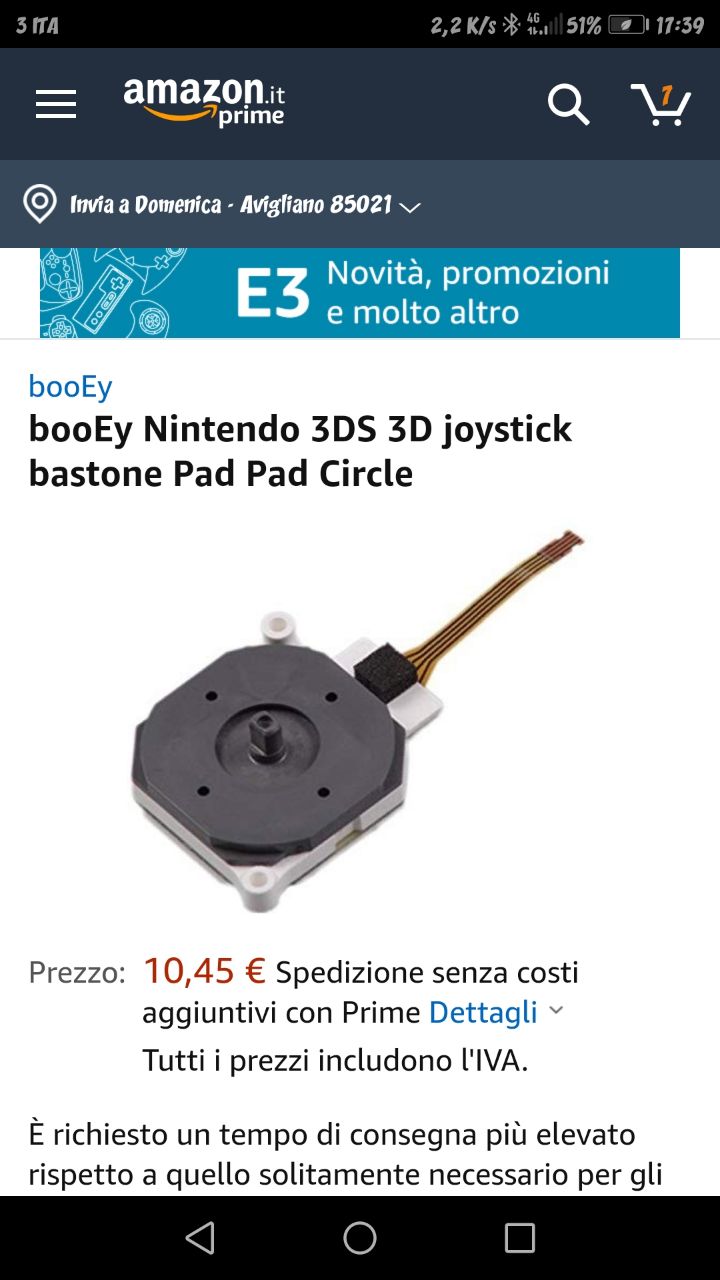 3 ITA 2,2 K/s 4G 51% 17:39
amazon.it
prime
1
Invia a Domenica - Avigliano 85021
E3 Novità, promozioni
e molto altro
booEy
booEy Nintendo 3DS 3D joystick
bastone Pad Pad Circle
Prezzo: 10,45 € Spedizione senza costi
aggiuntivi con Prime Dettagli
Tutti i prezzi includono l'IVA.
È richiesto un tempo di consegna più elevato
rispetto a quello solitamente necessario per gli